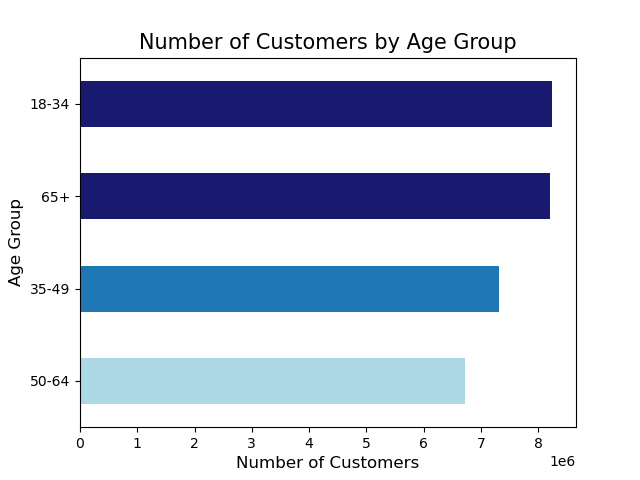 Number of Customers by Age Group
18-34
65+
35-49
50-64
Age Group
0 1 2 3 4 5 6 7 8
1e6
Number of Customers